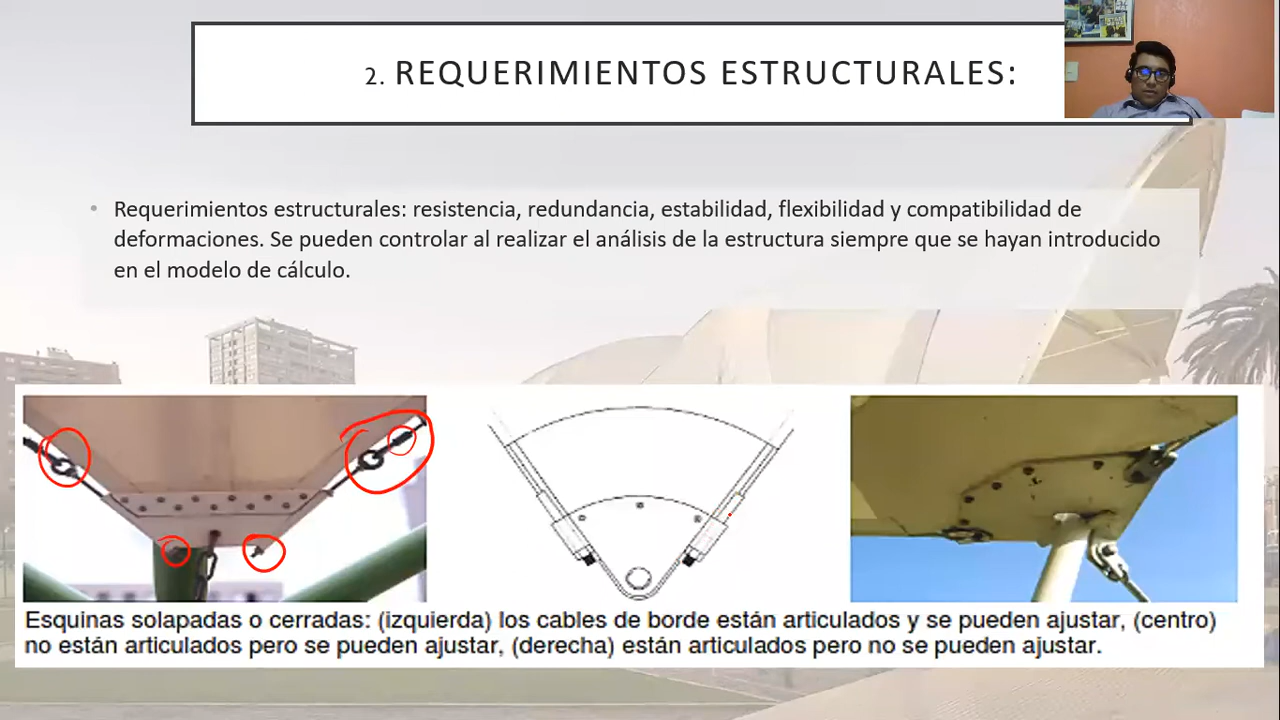 2. REQUERIMIENTOS ESTRUCTURALES:
• Requerimientos estructurales: resistencia, redundancia, estabilidad, flexibilidad y compatibilidad de
deformaciones. Se pueden controlar al realizar el análisis de la estructura siempre que se hayan introducido
en el modelo de cálculo.
Esquinas solapadas o cerradas: (izquierda) los cables de borde están articulados y se pueden ajustar, (centro)
no están articulados pero se pueden ajustar, (derecha) están articulados pero no se pueden ajustar.